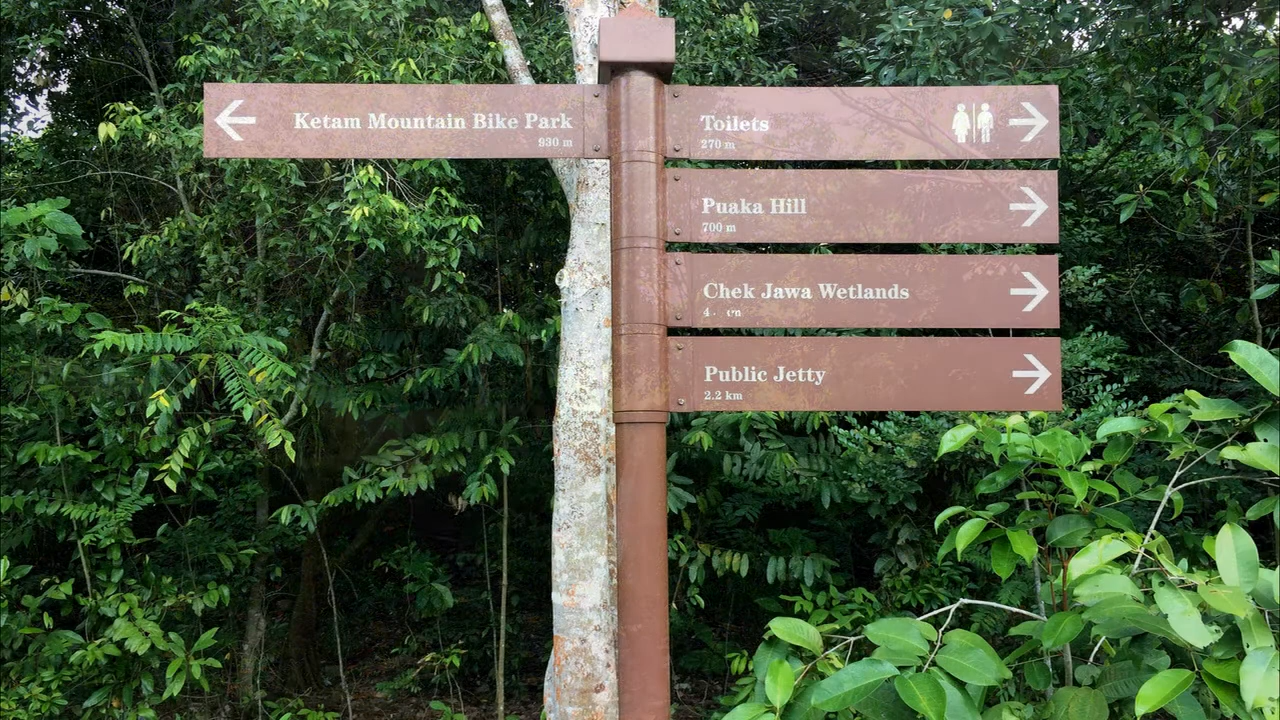 Ketam Mountain Bike Park
930 m
Toilets
270 m
Puaka Hill
700 m
Chek Jawa Wetlands
Public Jetty
2.2 km